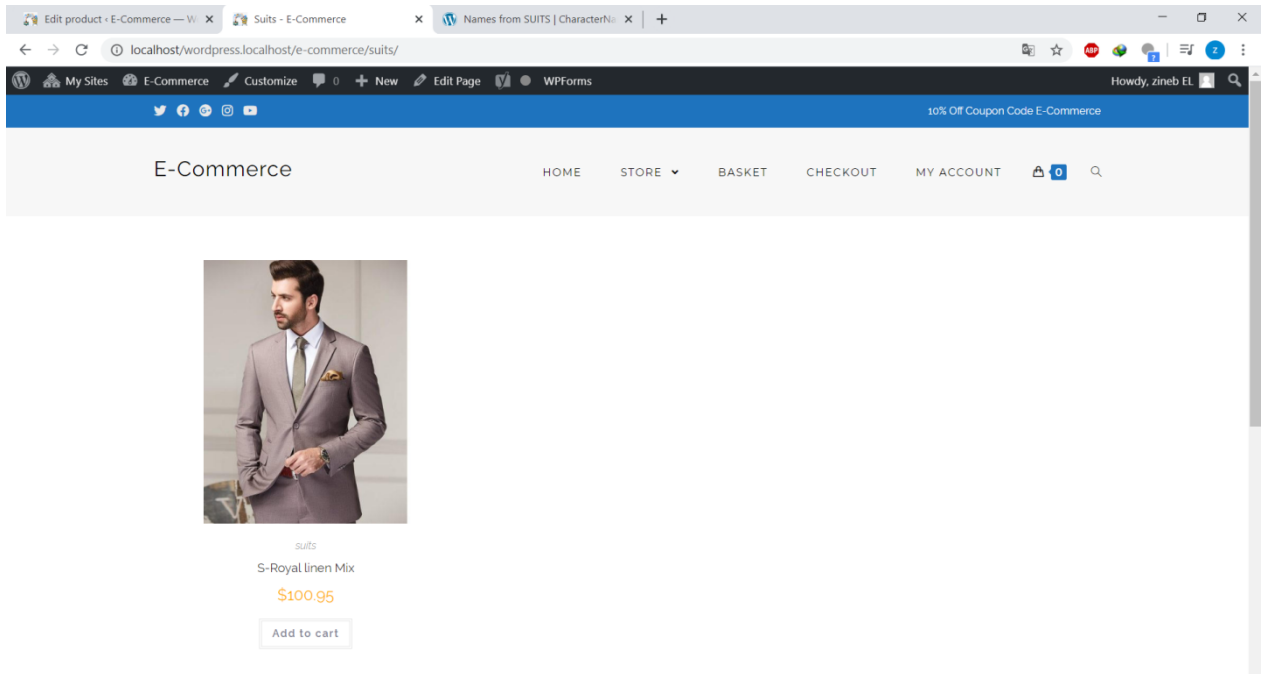 Edit product ‹ E-Commerce — W
Suits - E-Commerce
Names from SUITS | CharacterNa
localhost/wordpress.localhost/e-commerce/suits/
ABP
?
z
My Sites
E-Commerce
Customize
0
New
Edit Page
WPForms
Howdy, zineb EL
10% Off Coupon Code E-Commerce
E-Commerce
HOME
STORE
BASKET
CHECKOUT
MY ACCOUNT
0
suits
S-Royal linen Mix
$100.95
Add to cart